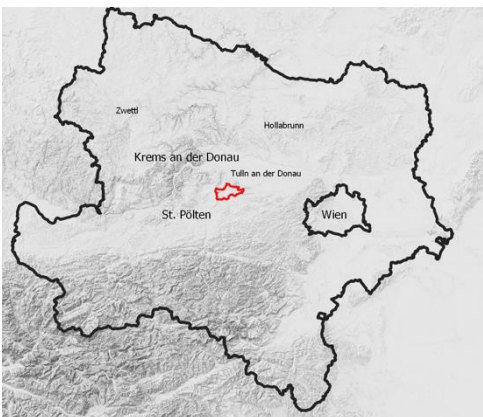 Zwettl
Hollabrunn
Krems an der Donau
Tulln an der Donau
St. Pölten
Wien